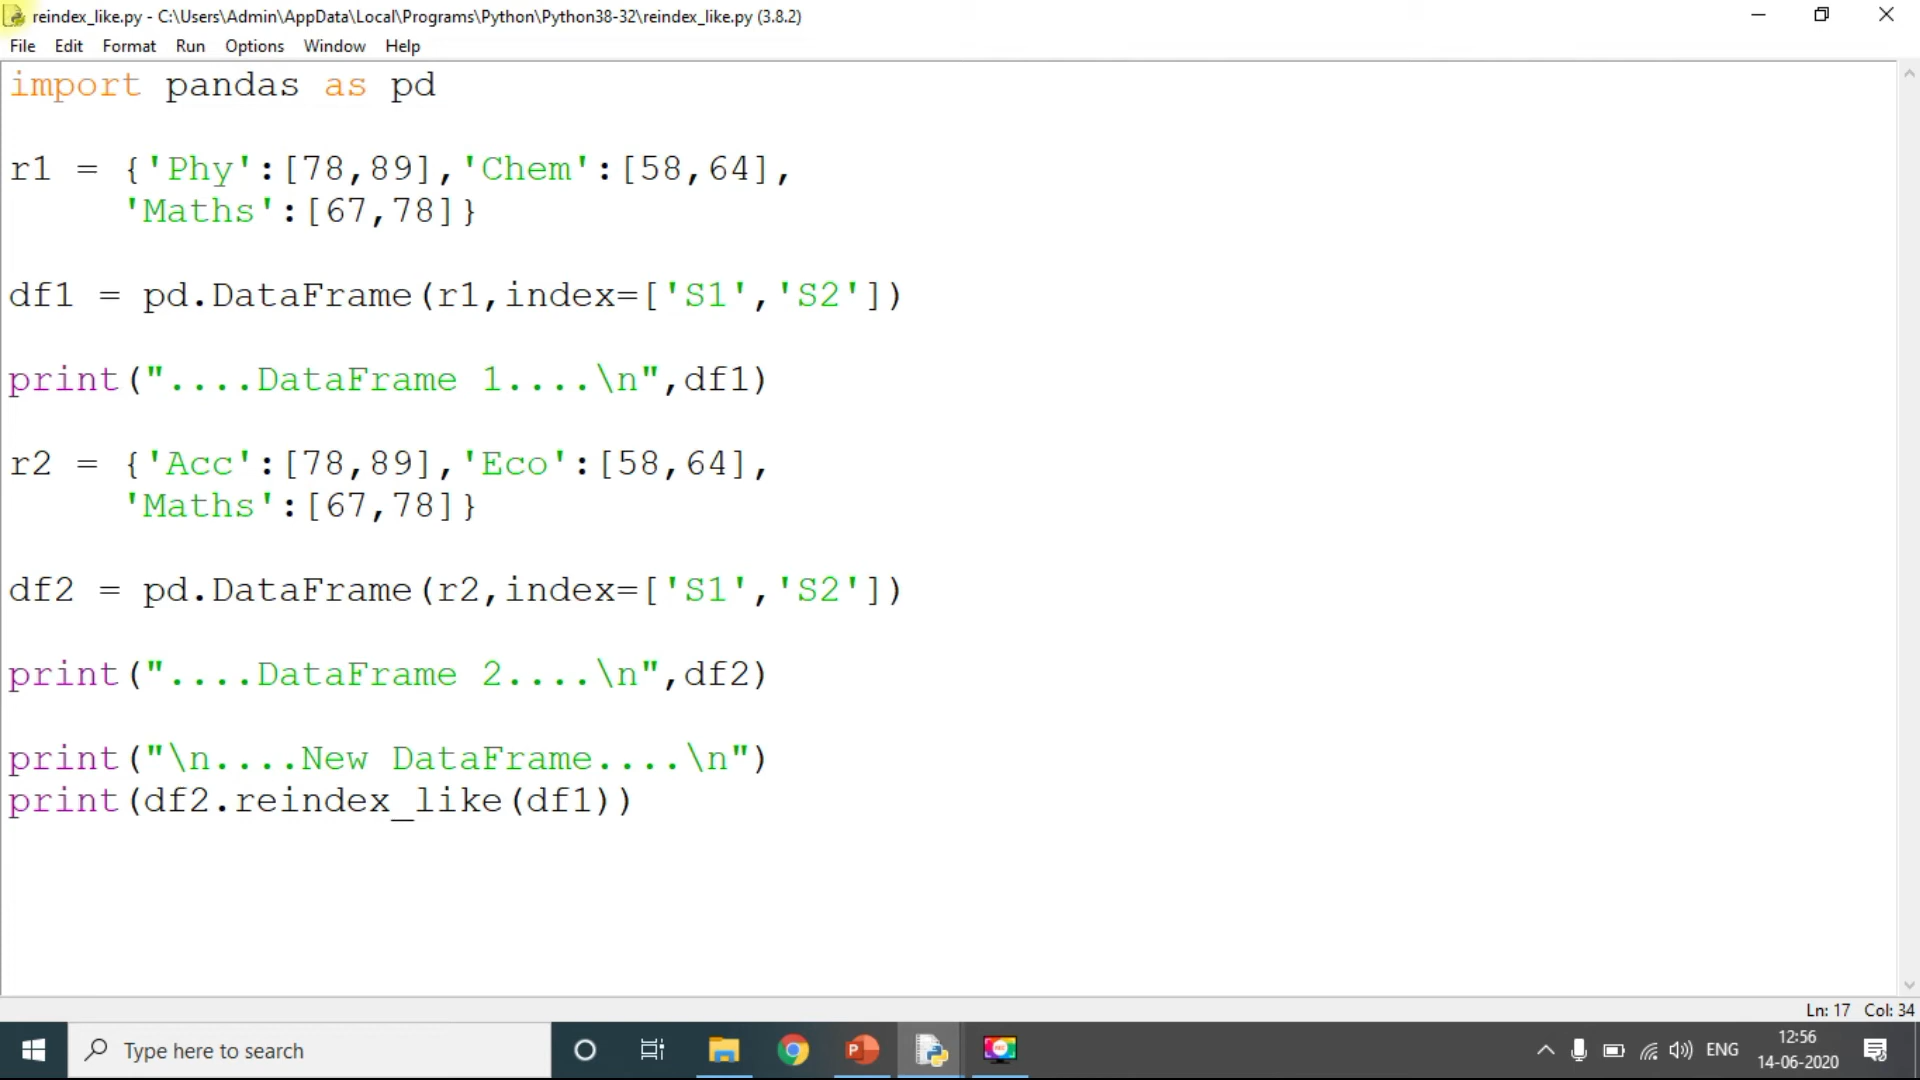 reindex_like.py - C:\Users\Admin\AppData\Local\Programs\Python\Python38-32\reindex_like.py (3.8.2)
File Edit Format Run Options Window Help
import pandas as pd
r1 = {'Phy':[78,89],'Chem':[58,64],
'Maths':[67,78]}
df1 = pd.DataFrame(r1,index=['S1','S2'])
print("....DataFrame 1....\n",df1)
r2 = {'Acc':[78,89],'Eco':[58,64],
'Maths':[67,78]}
df2 = pd.DataFrame(r2,index=['S1','S2'])
print("....DataFrame 2....\n",df2)
print("\n....New DataFrame....\n")
print(df2.reindex_like(df1))
Ln: 17 Col: 34
Type here to search
ENG
12:56
14-06-2020